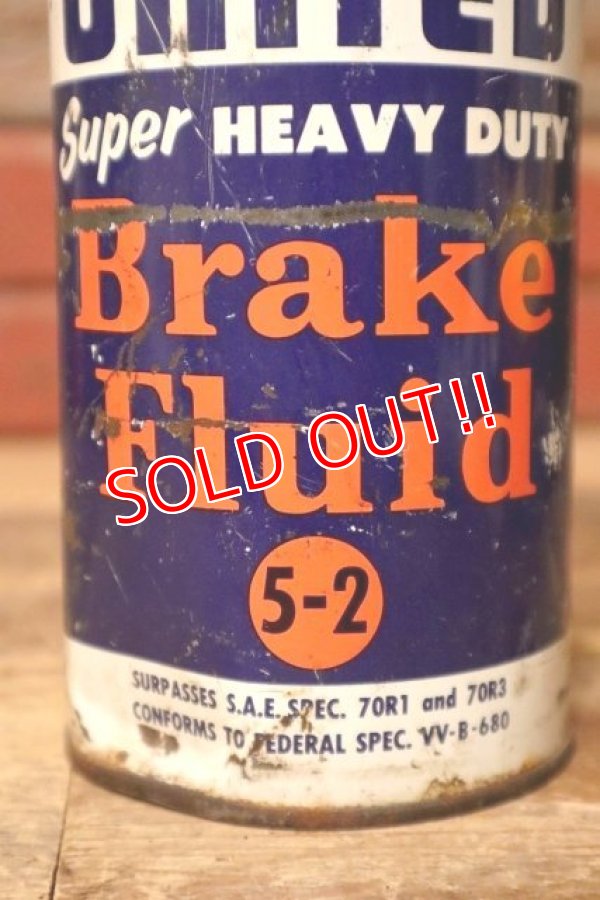 UNITED
Super HEAVY DUTY
Brake
Fluid
SOLD OUT!!
5-2
SURPASSES S.A.E. SPEC. 70R1 and 70R3
CONFORMS TO FEDERAL SPEC. VV-B-680